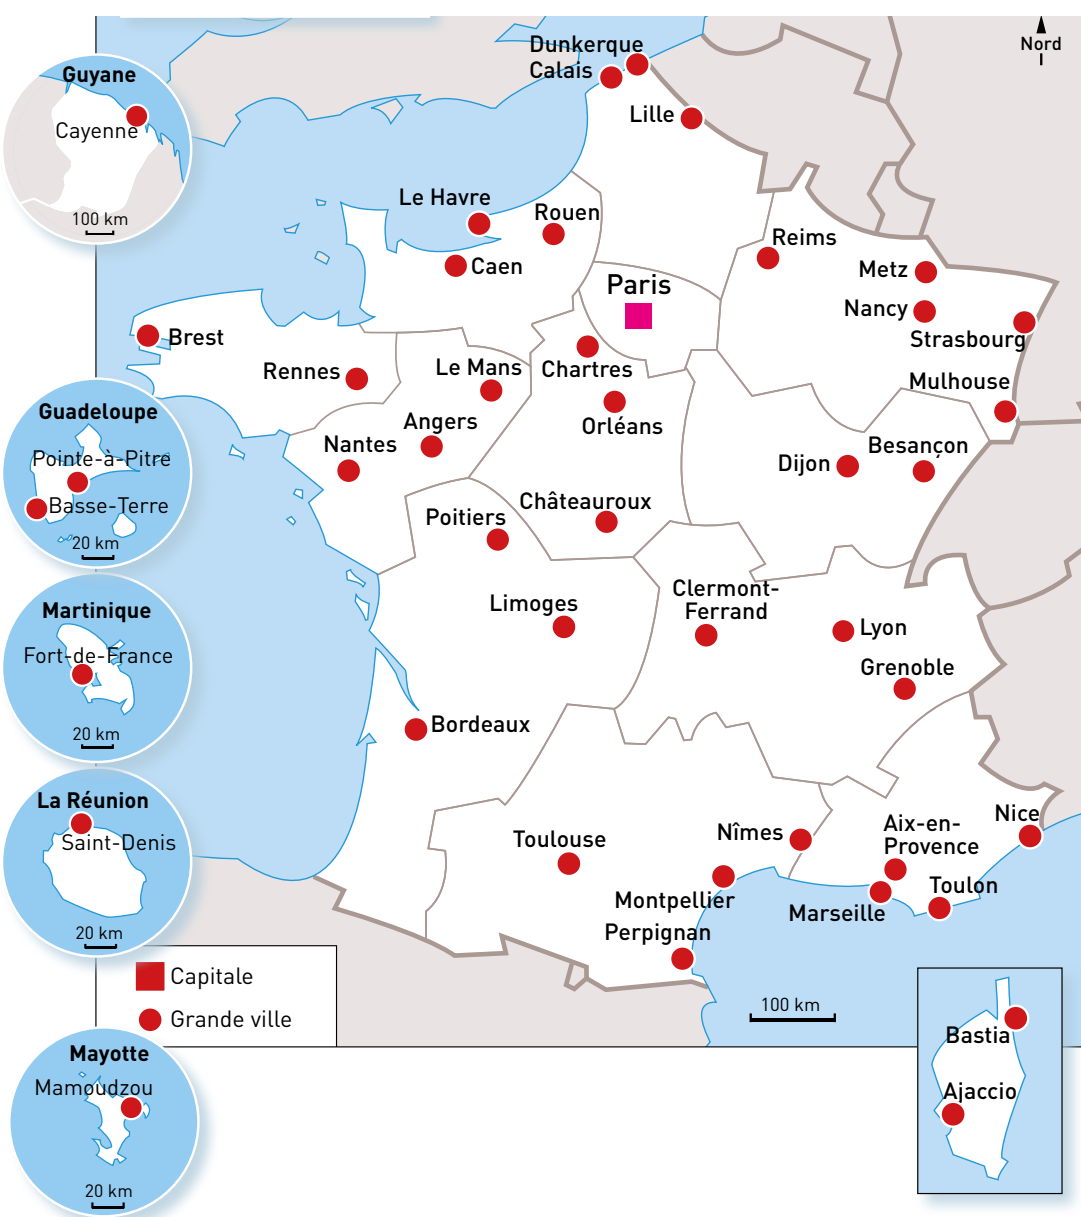 Nord
Dunkerque
Calais
Lille
Guyane
Cayenne
100 km
Le Havre
Rouen
Caen
Reims
Metz
Paris
Nancy
Strasbourg
Brest
Rennes
Le Mans
Chartres
Mulhouse
Guadeloupe
Pointe-à-Pitre
Basse-Terre
20 km
Angers
Orléans
Nantes
Dijon
Besançon
Châteauroux
Poitiers
Martinique
Fort-de-France
20 km
Limoges
Clermont-
Ferrand
Lyon
Grenoble
Bordeaux
La Réunion
Saint-Denis
20 km
Toulouse
Nîmes
Aix-en-
Provence
Nice
Montpellier
Marseille
Toulon
Perpignan
Capitale
Grande ville
100 km
Mayotte
Mamoudzou
20 km
Bastia
Ajaccio